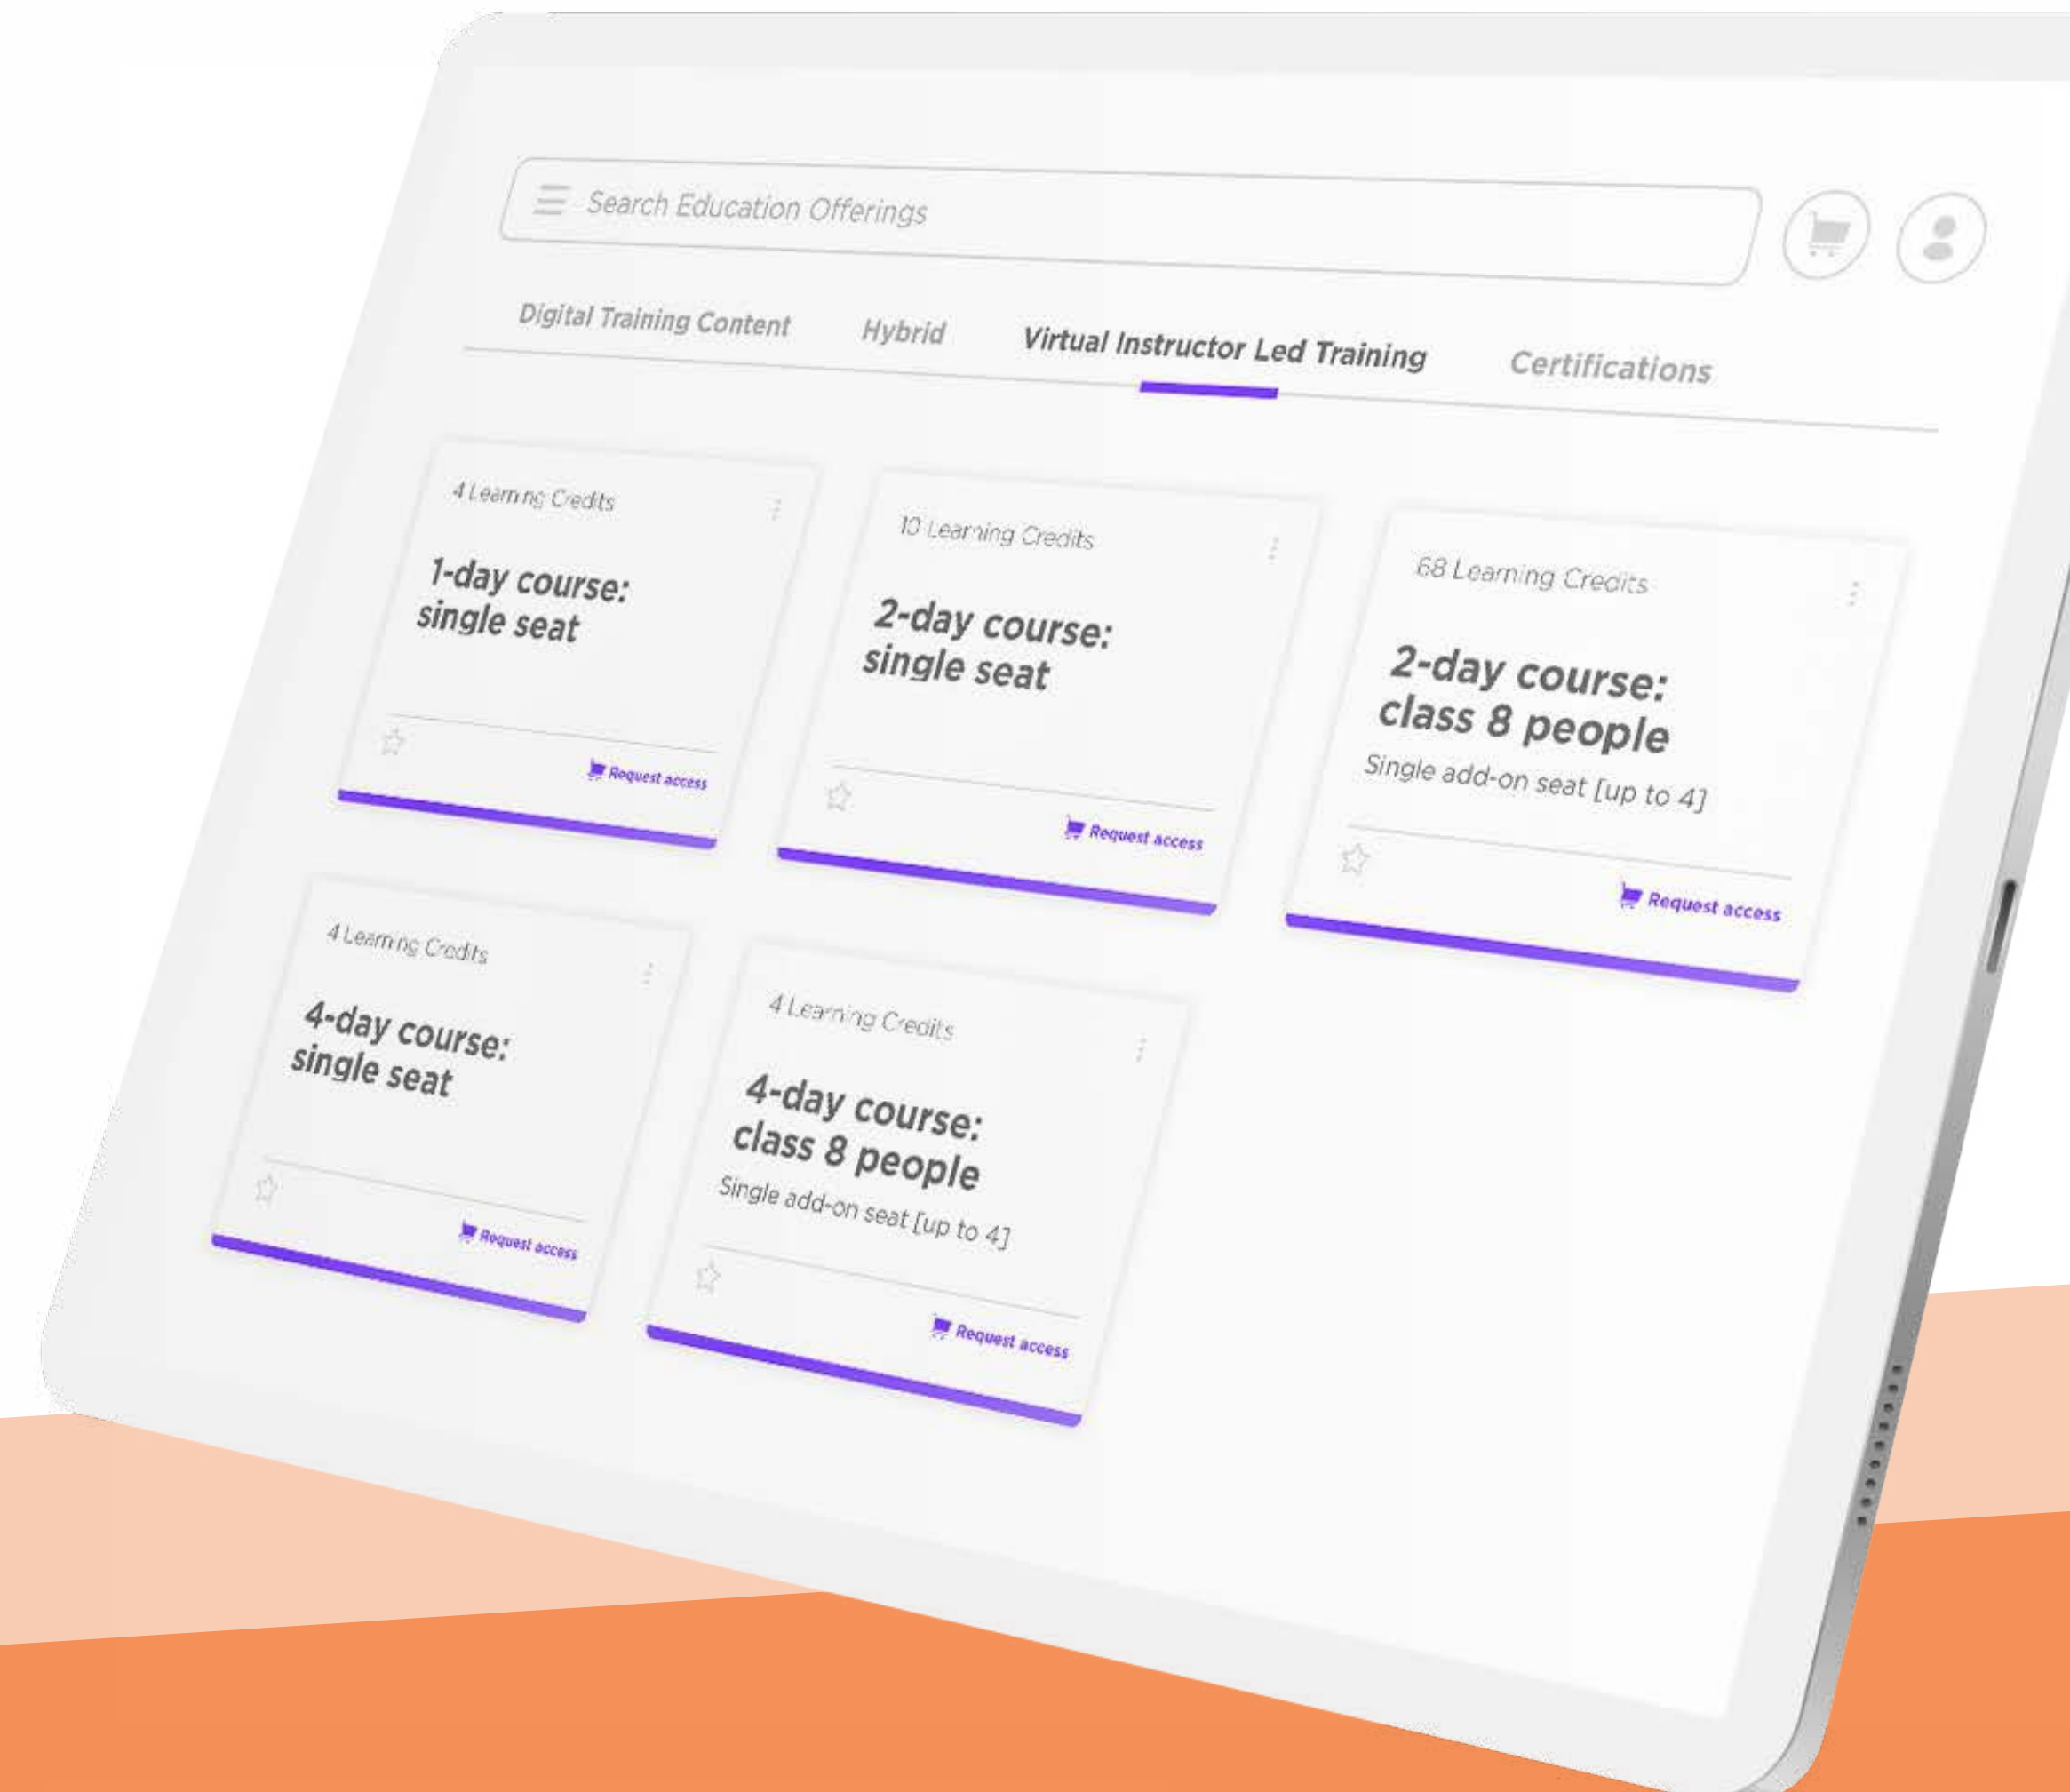 Search Education Offerings
Digital Training Content Hybrid Virtual Instructor Led Training Certifications
4 Learning Credits
1-day course:
single seat
Request access
10 Learning Credits
2-day course:
single seat
Request access
68 Learning Credits
2-day course:
class 8 people
Single add-on seat [up to 4]
Request access
4 Learning Credits
4-day course:
single seat
Request access
4 Learning Credits
4-day course:
class 8 people
Single add-on seat [up to 4]
Request access